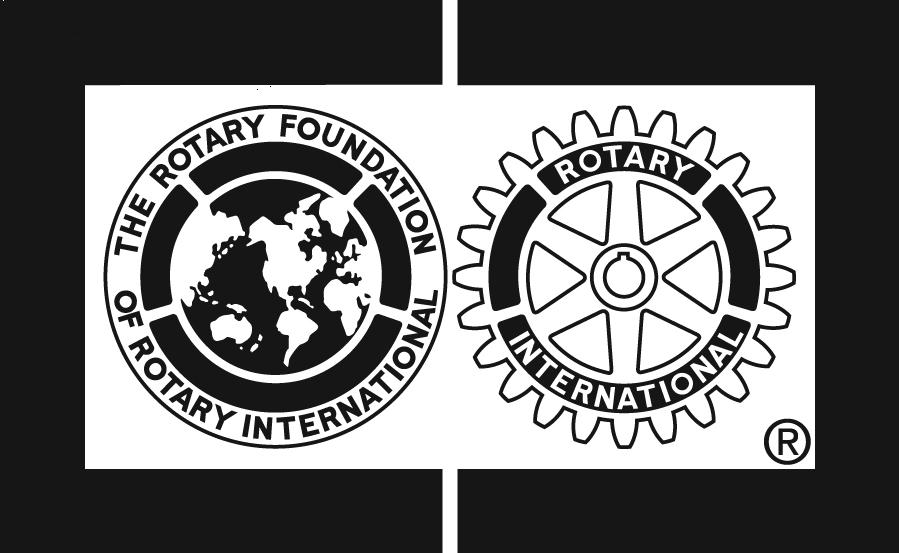 THE ROTARY FOUNDATION
OF ROTARY INTERNATIONAL
ROTARY
INTERNATIONAL
®